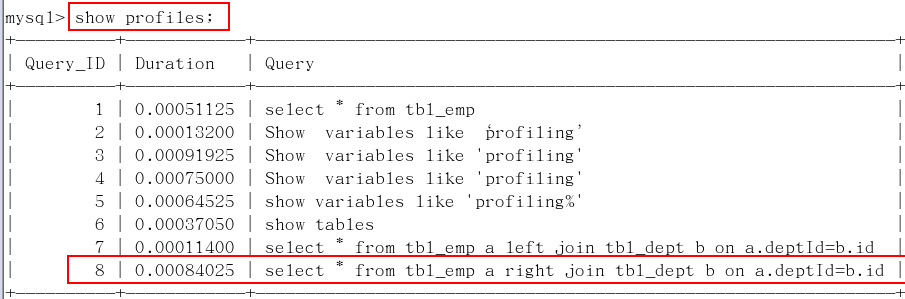 mysql> show profiles;
+----------+------------+-----------------------------------------------------------------+
| Query_ID | Duration   | Query                                                           |
+----------+------------+-----------------------------------------------------------------+
|        1 | 0.00051125 | select * from tbl_emp
|        2 | 0.00013200 | Show  variables like  ‘profiling’
|        3 | 0.00091925 | Show  variables like 'profiling'
|        4 | 0.00075000 | Show  variables like 'profiling'
|        5 | 0.00064525 | show variables like 'profiling%'
|        6 | 0.00037050 | show tables
|        7 | 0.00011400 | select * from tbl_emp a left join tbl_dept b on a.deptId=b.id |
|        8 | 0.00084025 | select * from tbl_emp a right join tbl_dept b on a.deptId=b.id |
+----------+------------+-----------------------------------------------------------------+